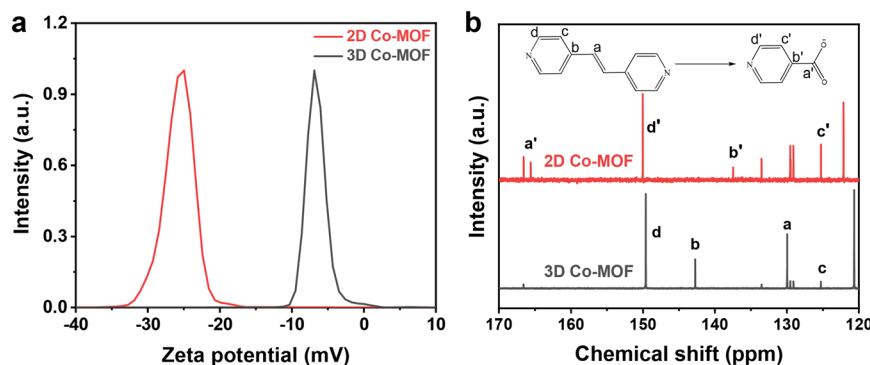 a
2D Co-MOF
3D Co-MOF
Intensity (a.u.)
1.2
0.9
0.6
0.3
0.0
-40 -30 -20 -10 0 10
Zeta potential (mV)
b
d c b a N N
d' c' b' a' N O O -
a' d' b' c'
2D Co-MOF
d b a c
3D Co-MOF
Intensity (a.u.)
170 160 150 140 130 120
Chemical shift (ppm)